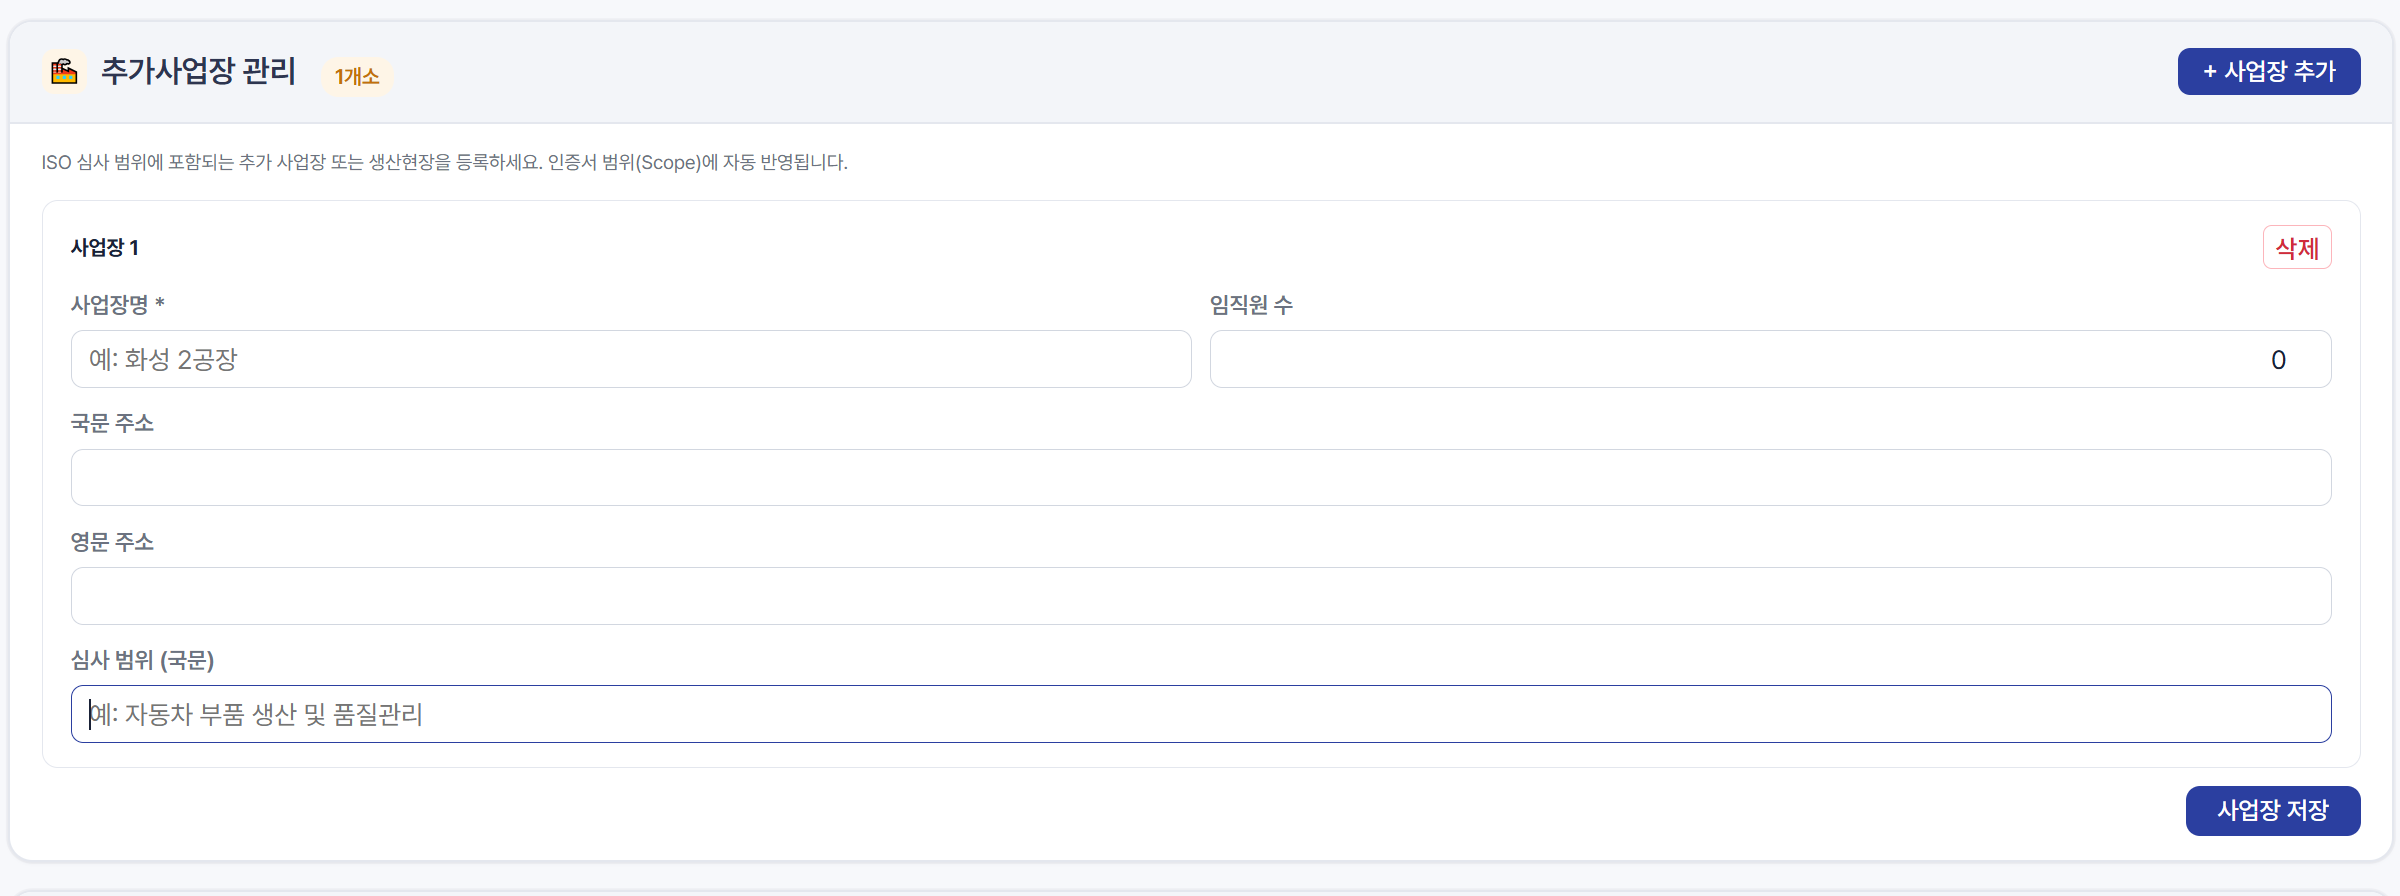 추가사업장 관리 1개소
+ 사업장 추가
ISO 심사 범위에 포함되는 추가 사업장 또는 생산현장을 등록하세요. 인증서 범위(Scope)에 자동 반영됩니다.
사업장 1
삭제
사업장명 *
임직원 수
예: 화성 2공장
0
국문 주소
영문 주소
심사 범위 (국문)
예: 자동차 부품 생산 및 품질관리
사업장 저장